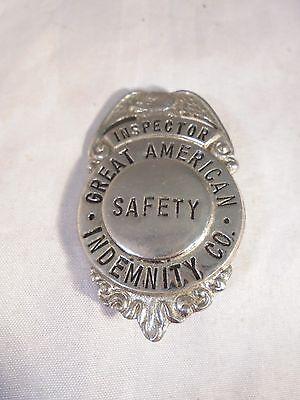 INSPECTOR
GREAT AMERICAN
SAFETY
INDEMNITY CO.